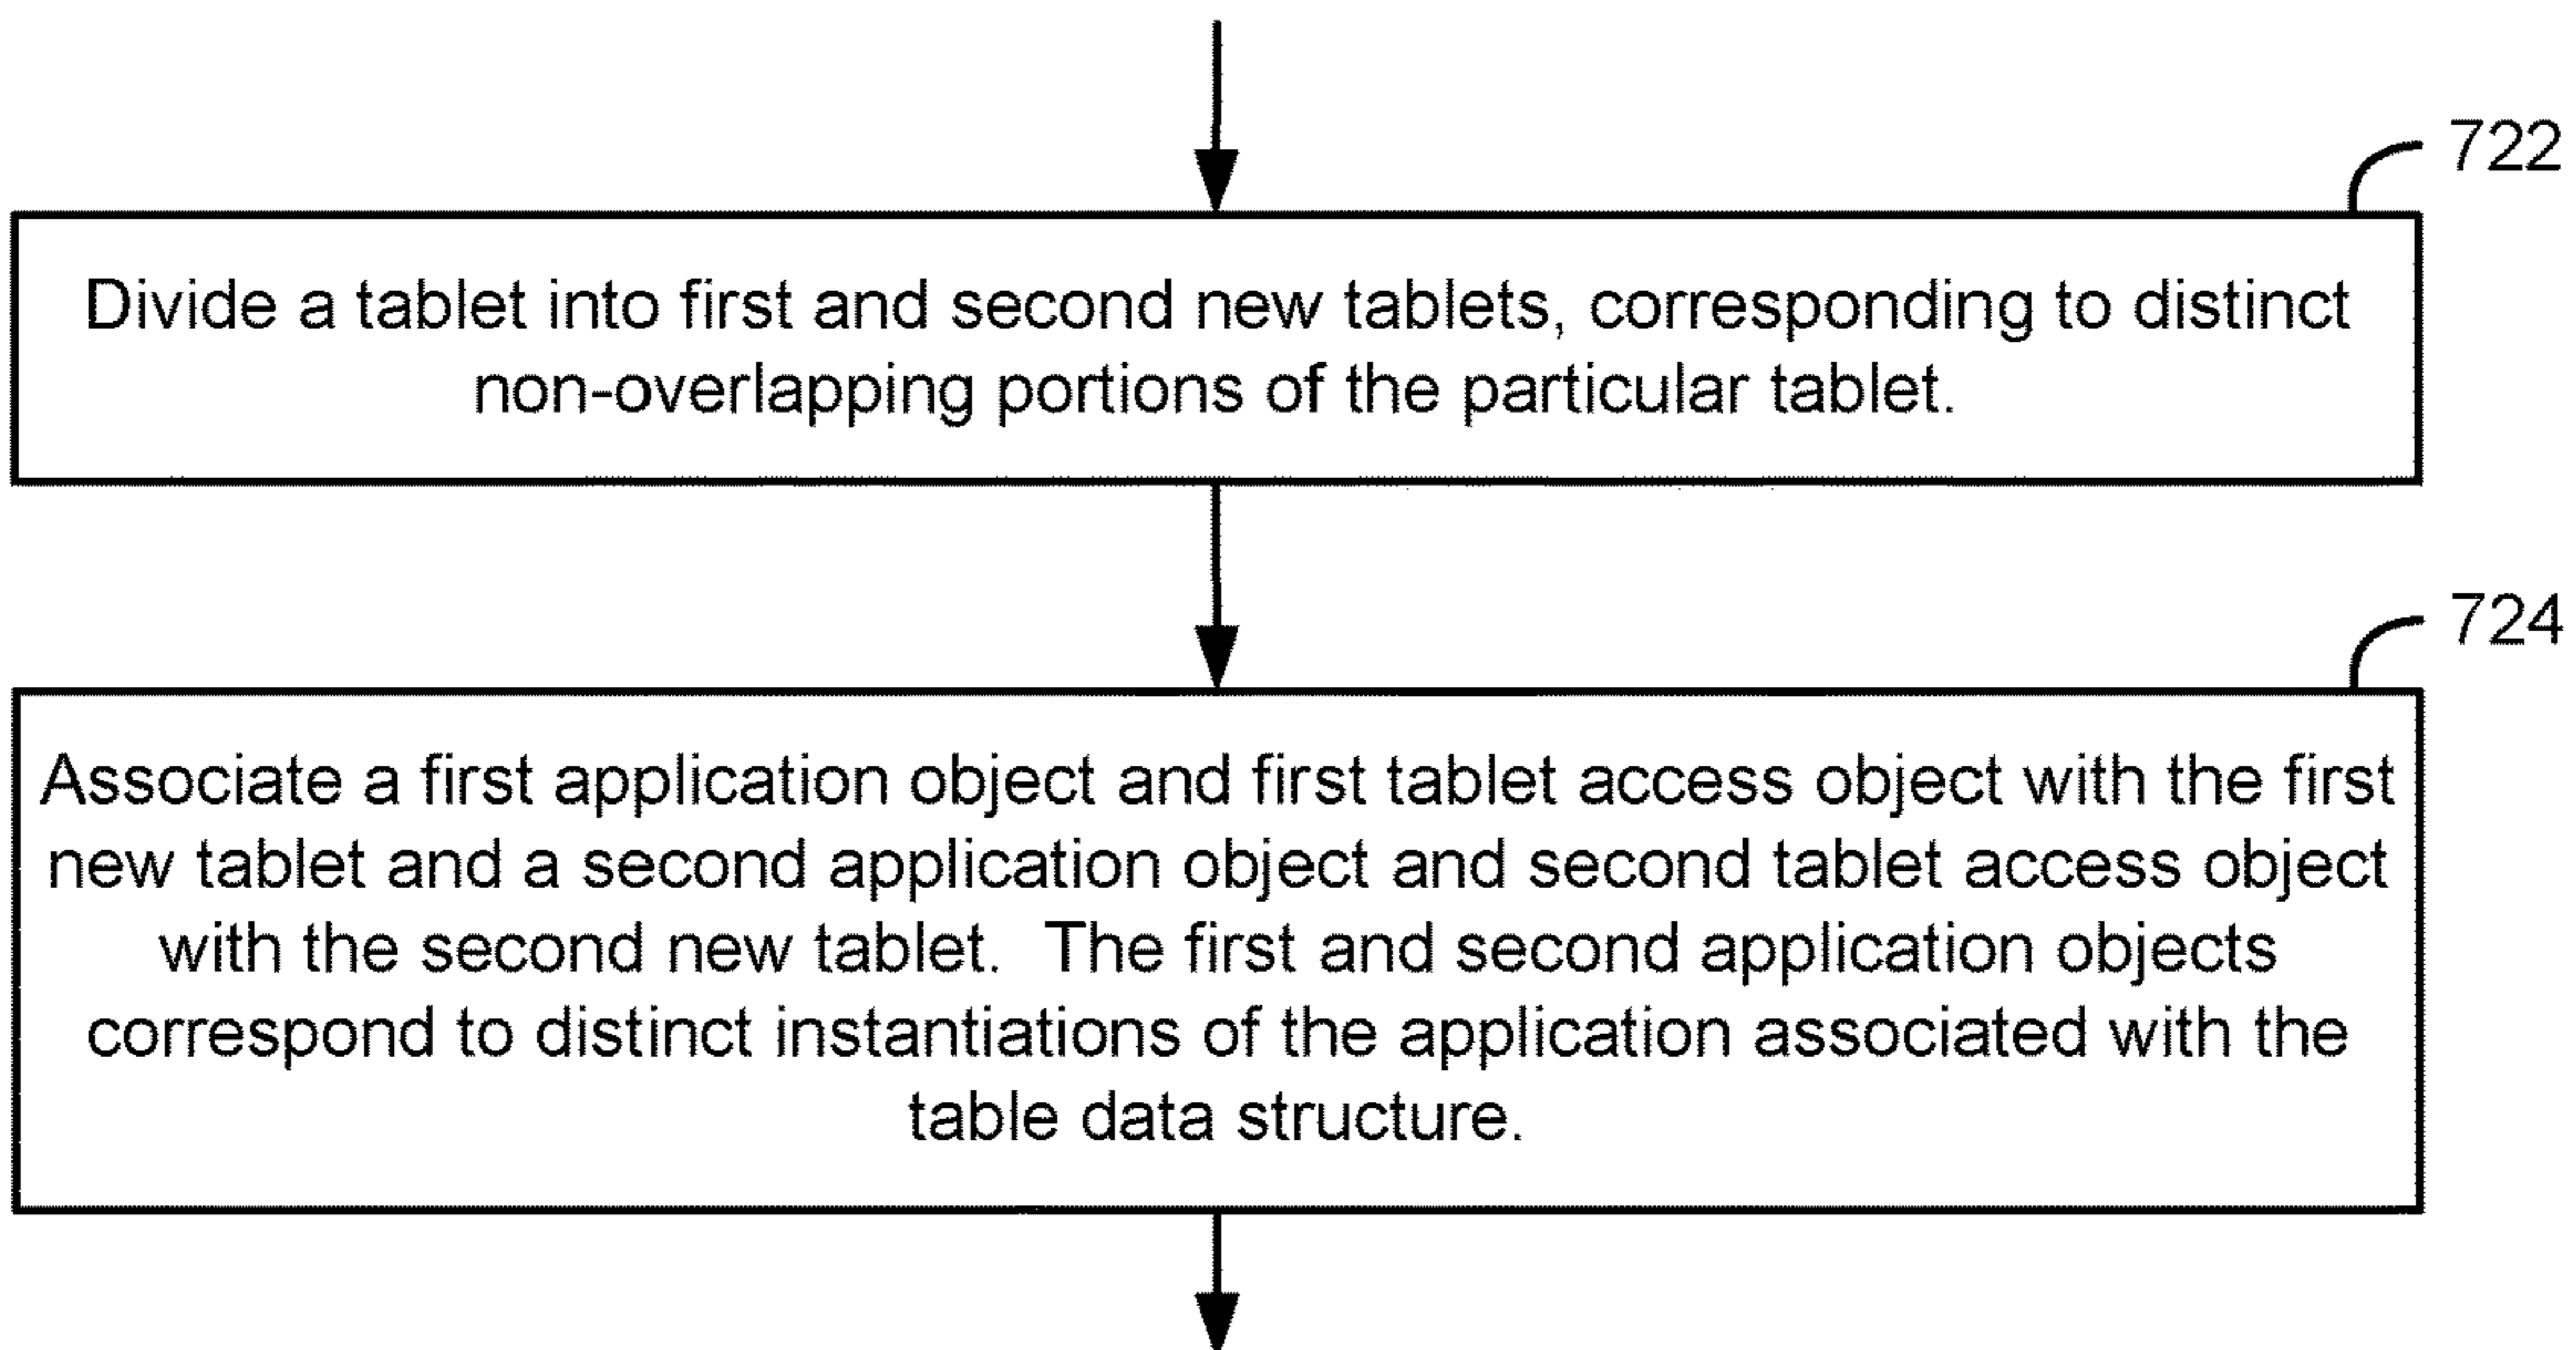 722
Divide a tablet into first and second new tablets, corresponding to distinct
non-overlapping portions of the particular tablet.
724
Associate a first application object and first tablet access object with the first
new tablet and a second application object and second tablet access object
with the second new tablet.  The first and second application objects
correspond to distinct instantiations of the application associated with the
table data structure.